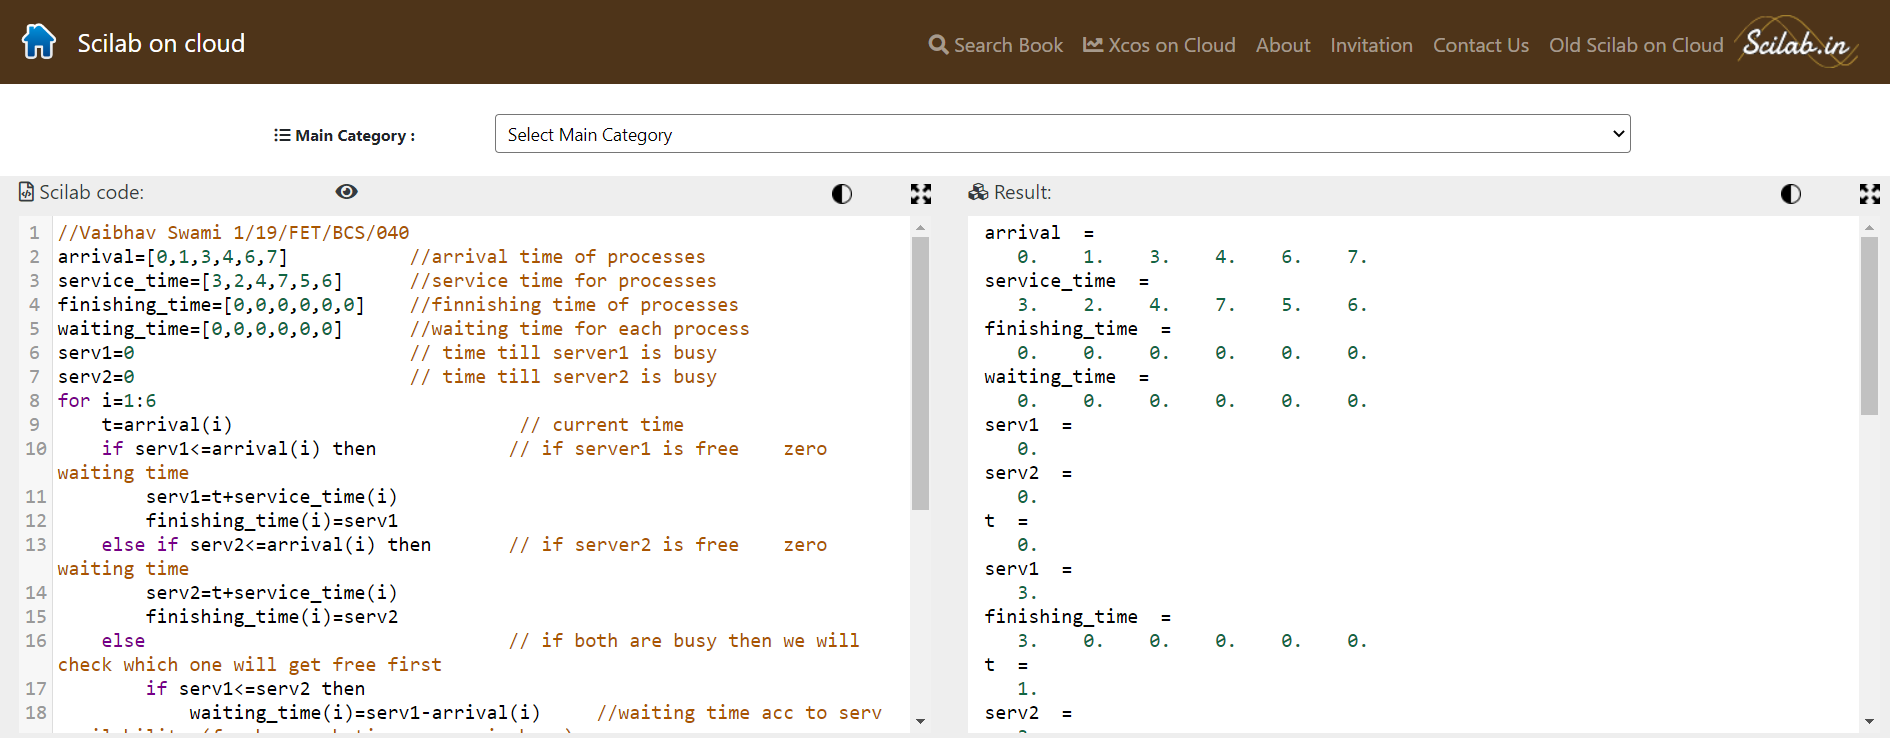 Scilab on cloud
Search Book Xcos on Cloud About Invitation Contact Us Old Scilab on Cloud Scilab.in
Main Category :
Select Main Category
Scilab code:
1 //Vaibhav Swami 1/19/FET/BCS/040
2 arrival=[0,1,3,4,6,7] //arrival time of processes
3 service_time=[3,2,4,7,5,6] //service time for processes
4 finishing_time=[0,0,0,0,0,0] //finnishing time of processes
5 waiting_time=[0,0,0,0,0,0] //waiting time for each process
6 serv1=0 // time till server1 is busy
7 serv2=0 // time till server2 is busy
8 for i=1:6
9 t=arrival(i) // current time
10 if serv1<=arrival(i) then // if server1 is free zero
waiting time
11 serv1=t+service_time(i)
12 finishing_time(i)=serv1
13 else if serv2<=arrival(i) then // if server2 is free zero
waiting time
14 serv2=t+service_time(i)
15 finishing_time(i)=serv2
16 else // if both are busy then we will
check which one will get free first
17 if serv1<=serv2 then
18 waiting_time(i)=serv1-arrival(i) //waiting time acc to serv
Result:
arrival =
0. 1. 3. 4. 6. 7.
service_time =
3. 2. 4. 7. 5. 6.
finishing_time =
0. 0. 0. 0. 0. 0.
waiting_time =
0. 0. 0. 0. 0. 0.
serv1 =
0.
serv2 =
0.
t =
0.
serv1 =
3.
finishing_time =
3. 0. 0. 0. 0. 0.
t =
1.
serv2 =